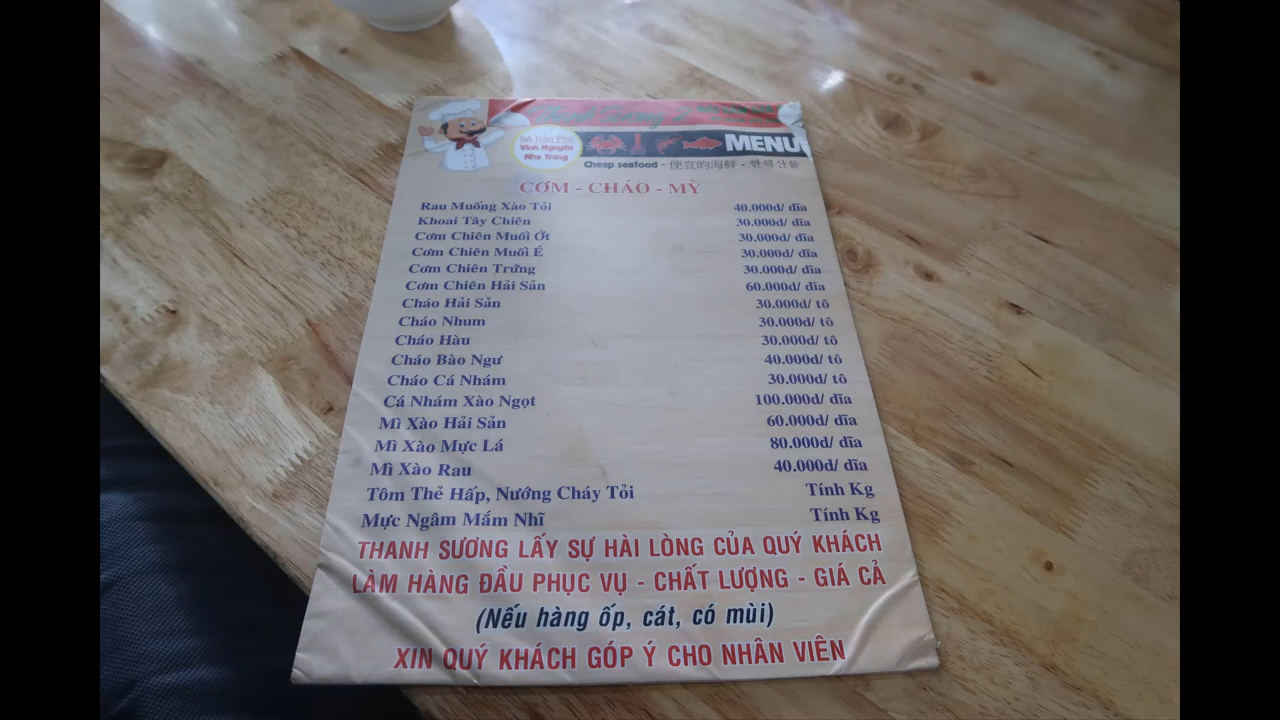 9A Trần Phú
Vĩnh Nguyên
Nha Trang
MENU
Cheap seafood - 便宜的海鮮 - 싼 해산물
CƠM - CHÁO - MỲ
Rau Muống Xào Tỏi 40.000đ/ dĩa
Khoai Tây Chiên 30.000đ/ dĩa
Cơm Chiên Muối Ớt 30.000đ/ dĩa
Cơm Chiên Muối É 30.000đ/ dĩa
Cơm Chiên Trứng 30.000đ/ dĩa
Cơm Chiên Hải Sản 60.000đ/ dĩa
Cháo Hải Sản 30.000đ/ tô
Cháo Nhum 30.000đ/ tô
Cháo Hàu 30.000đ/ tô
Cháo Bào Ngư 40.000đ/ tô
Cháo Cá Nhám 30.000đ/ tô
Cá Nhám Xào Ngọt 100.000đ/ dĩa
Mì Xào Hải Sản 60.000đ/ dĩa
Mì Xào Mực Lá 80.000đ/ dĩa
Mì Xào Rau 40.000đ/ dĩa
Tôm Thẻ Hấp, Nướng Cháy Tỏi Tính Kg
Mực Ngâm Mắm Nhĩ Tính Kg
THANH SƯƠNG LẤY SỰ HÀI LÒNG CỦA QUÝ KHÁCH
LÀM HÀNG ĐẦU PHỤC VỤ - CHẤT LƯỢNG - GIÁ CẢ
(Nếu hàng ốp, cát, có mùi)
XIN QUÝ KHÁCH GÓP Ý CHO NHÂN VIÊN